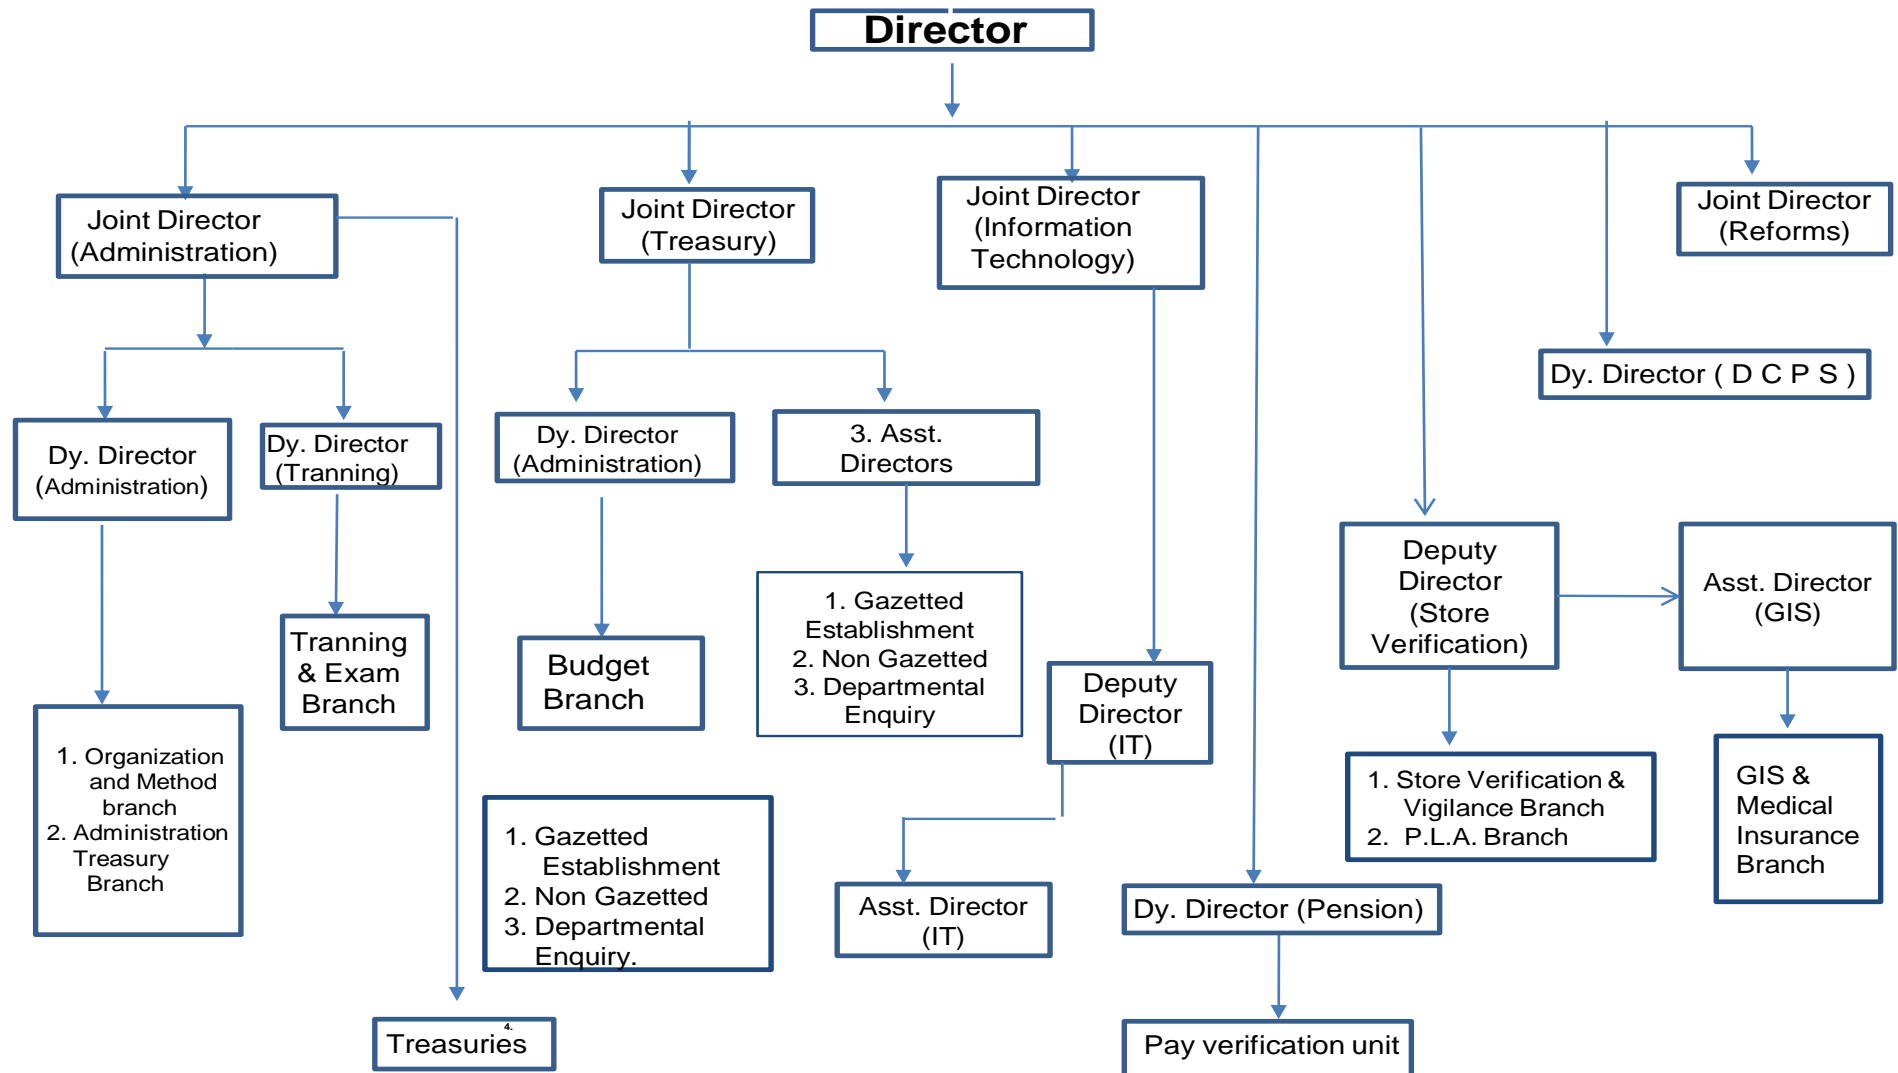 Director
Joint Director
(Administration)
Joint Director
(Treasury)
Joint Director
(Information
Technology)
Joint Director
(Reforms)
Dy. Director ( D C P S )
Dy. Director
(Administration)
Dy. Director
(Tranning)
Dy. Director
(Administration)
3. Asst.
Directors
Deputy
Director
(Store
Verification)
Asst. Director
(GIS)
1. Gazetted
Establishment
2. Non Gazetted
3. Departmental
Enquiry
Tranning
& Exam
Branch
Budget
Branch
Deputy
Director
(IT)
1. Organization
and Method
branch
2. Administration
Treasury
Branch
1. Store Verification &
Vigilance Branch
2. P.L.A. Branch
GIS &
Medical
Insurance
Branch
1. Gazetted
Establishment
2. Non Gazetted
3. Departmental
Enquiry.
Asst. Director
(IT)
Dy. Director (Pension)
4.
Treasuries
Pay verification unit